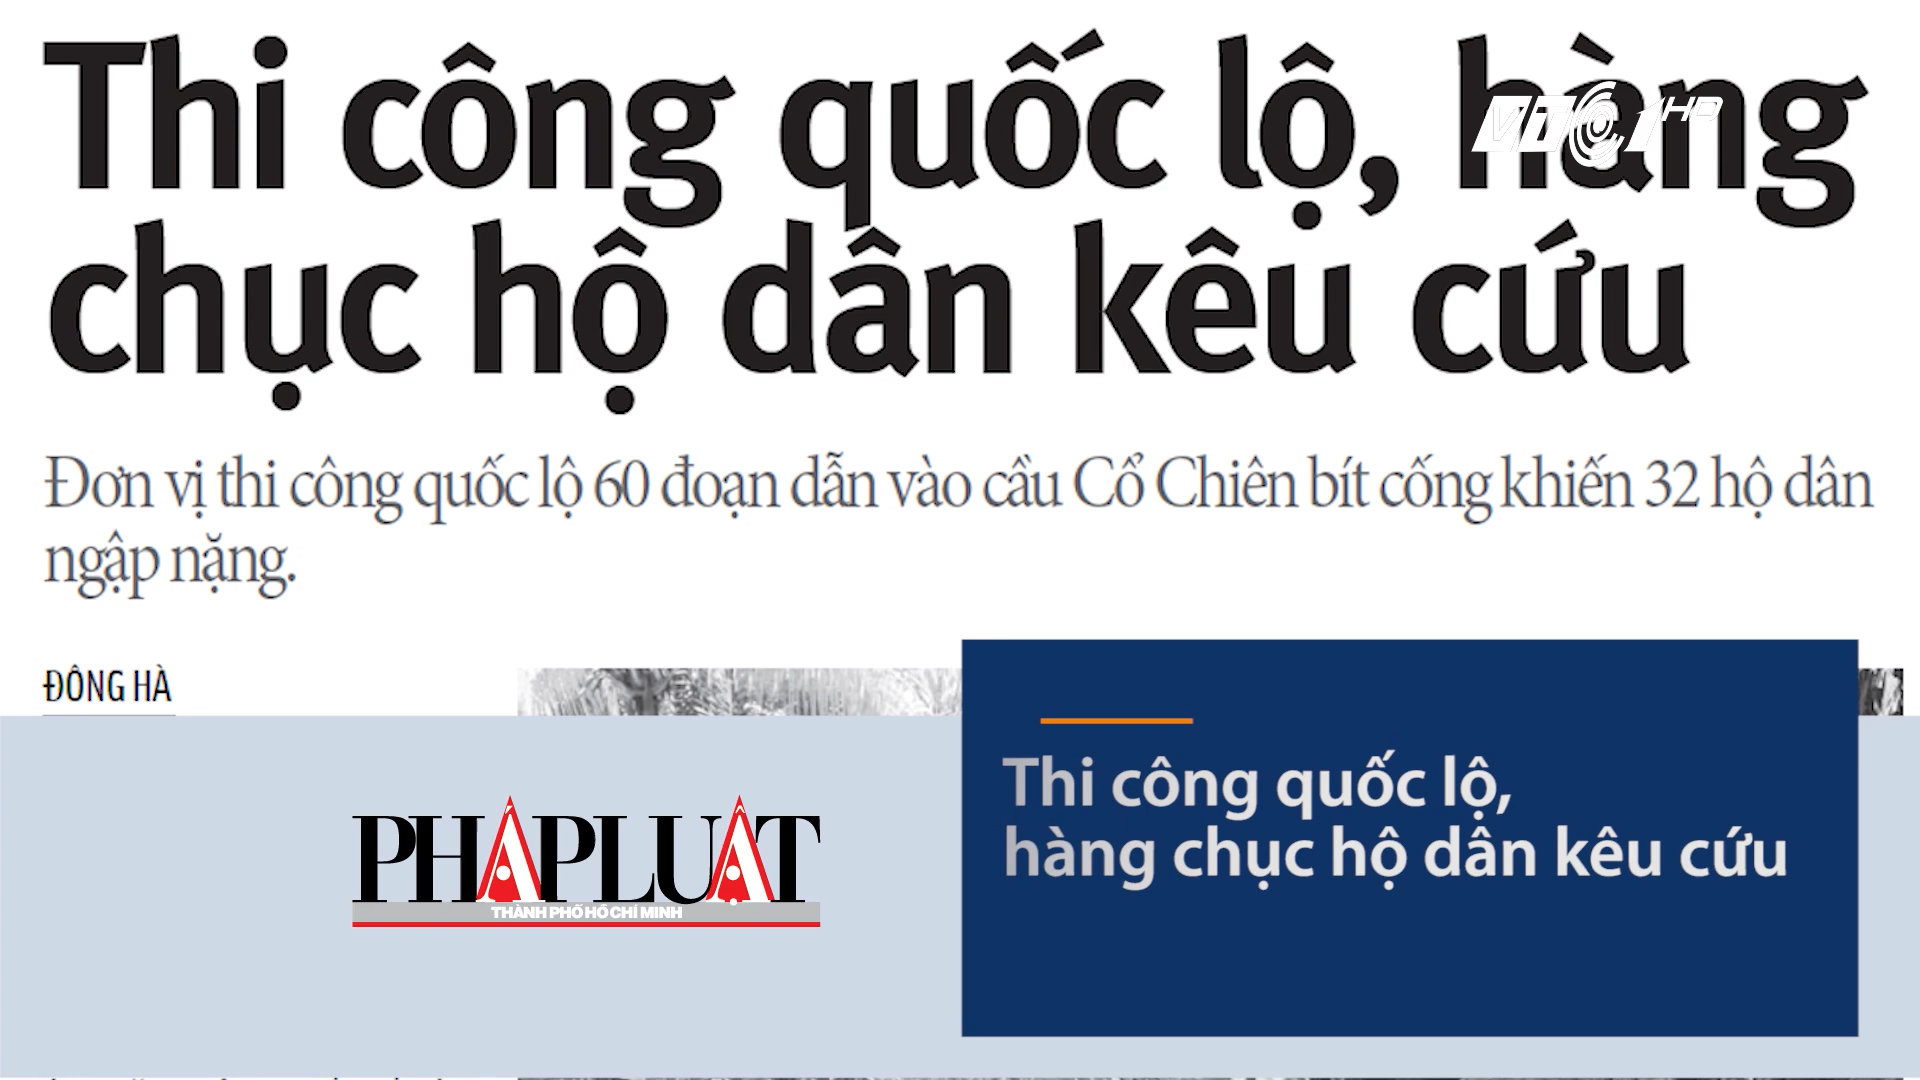 Thi công quốc lộ, hàng
chục hộ dân kêu cứu
VTC1 HD
Đơn vị thi công quốc lộ 60 đoạn dẫn vào cầu Cổ Chiên bít cống khiến 32 hộ dân
ngập nặng.
ĐÔNG HÀ
Thi công quốc lộ,
hàng chục hộ dân kêu cứu
PHÁPLUẬT
THÀNH PHỐ HỒ CHÍ MINH